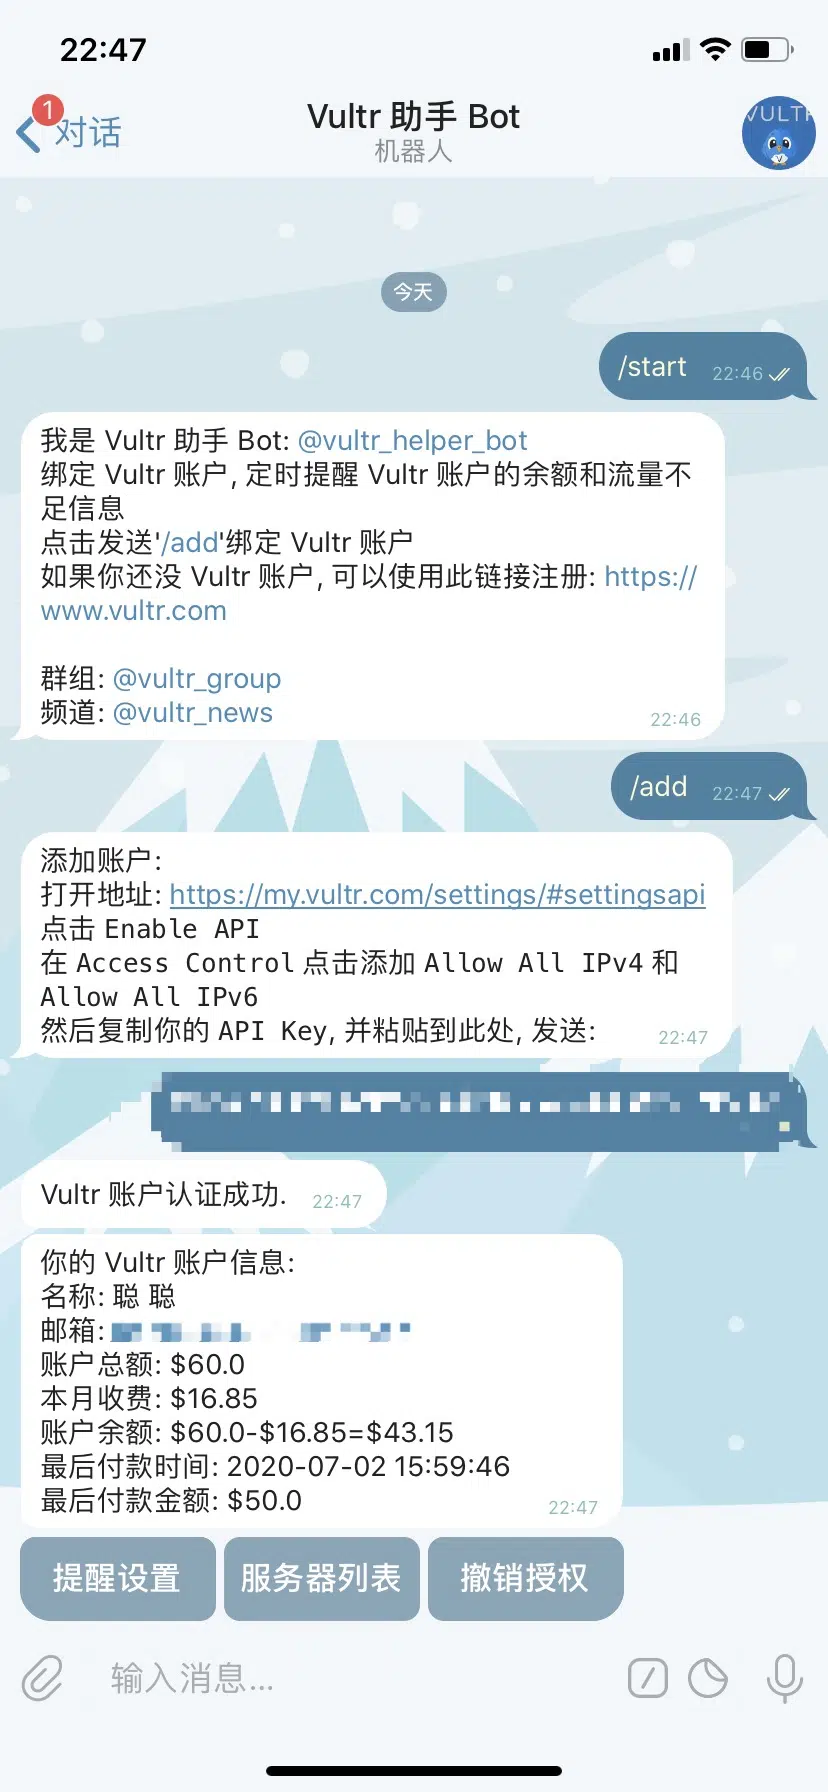 22:47
1
对话
Vultr 助手 Bot
机器人
VULTR
今天
/start 22:46
我是 Vultr 助手 Bot: @vultr_helper_bot
绑定 Vultr 账户, 定时提醒 Vultr 账户的余额和流量不
足信息
点击发送'/add'绑定 Vultr 账户
如果你还没 Vultr 账户, 可以使用此链接注册: https://
www.vultr.com
群组: @vultr_group
频道: @vultr_news
22:46
/add 22:47
添加账户:
打开地址: https://my.vultr.com/settings/#settingsapi
点击 Enable API
在 Access Control 点击添加 Allow All IPv4 和
Allow All IPv6
然后复制你的 API Key, 并粘贴到此处, 发送:
22:47
Vultr 账户认证成功. 22:47
你的 Vultr 账户信息:
名称: 聪 聪
邮箱:
账户总额: $60.0
本月收费: $16.85
账户余额: $60.0-$16.85=$43.15
最后付款时间: 2020-07-02 15:59:46
最后付款金额: $50.0
22:47
提醒设置 服务器列表 撤销授权
输入消息...